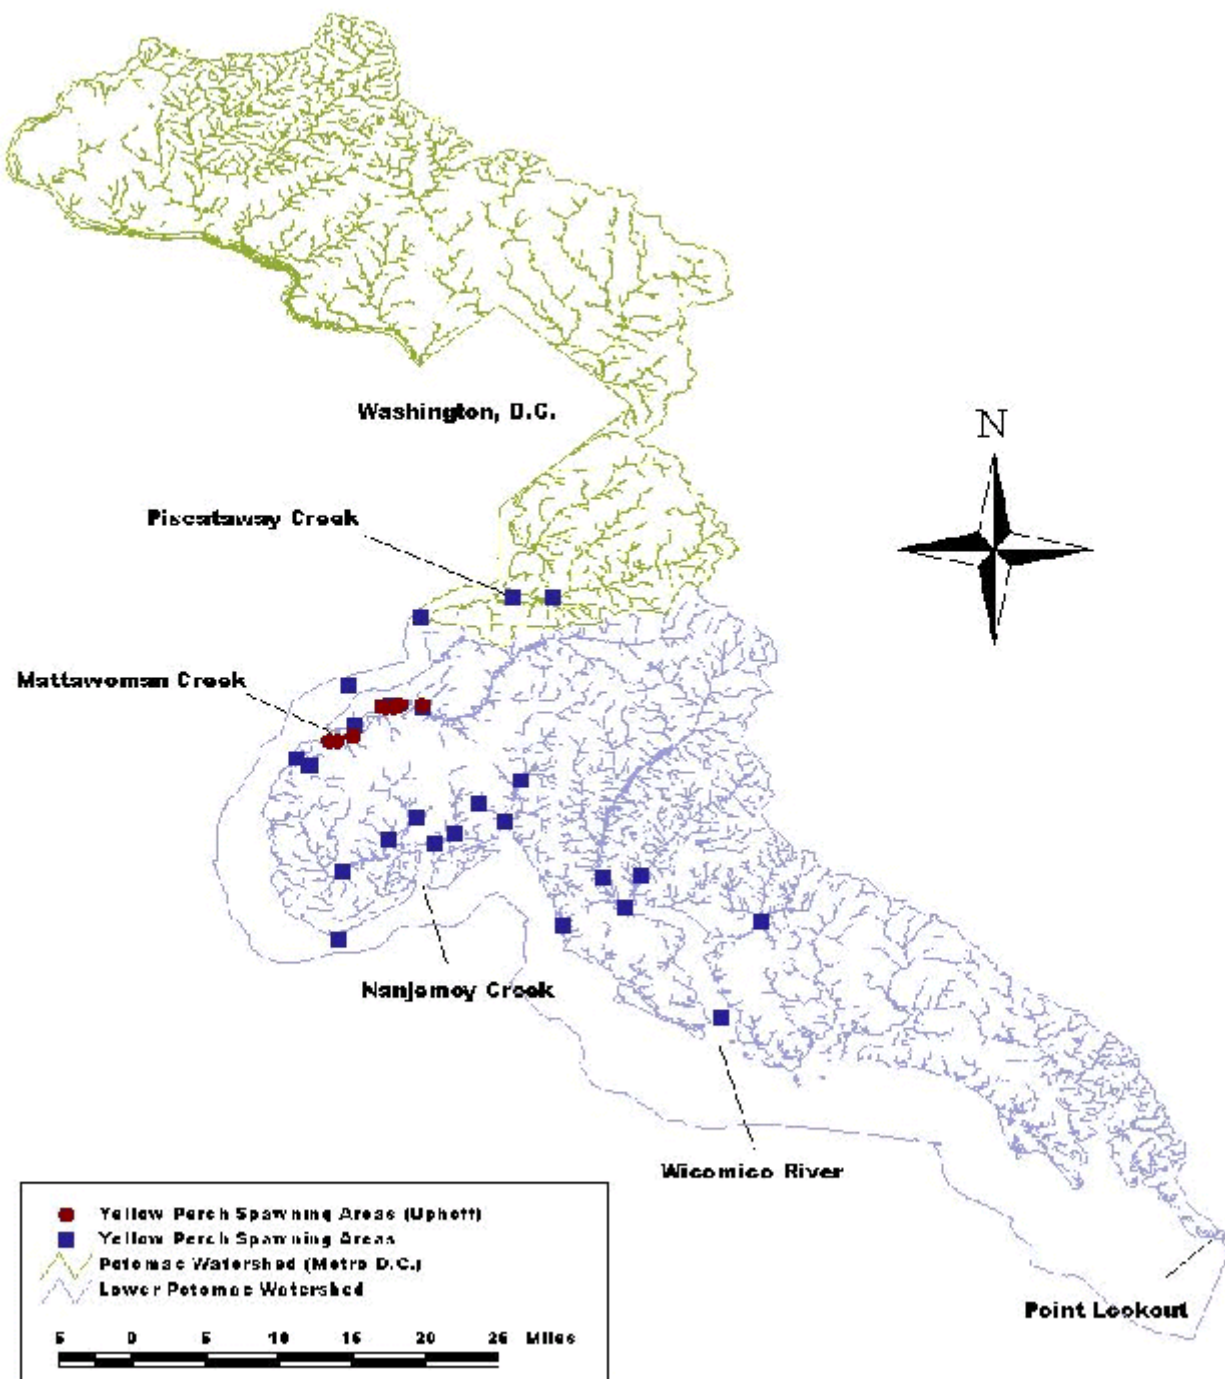 N
Washington, D.C.
Piscataway Creek
Mattawoman Creek
Nanjemoy Creek
Wicomico River
Point Lookout
Yellow Perch Spawning Areas (Uphoff)
Yellow Perch Spawning Areas
Potomac Watershed (Metro D.C.)
Lower Potomac Watershed
5 0 5 10 15 20 25 Miles